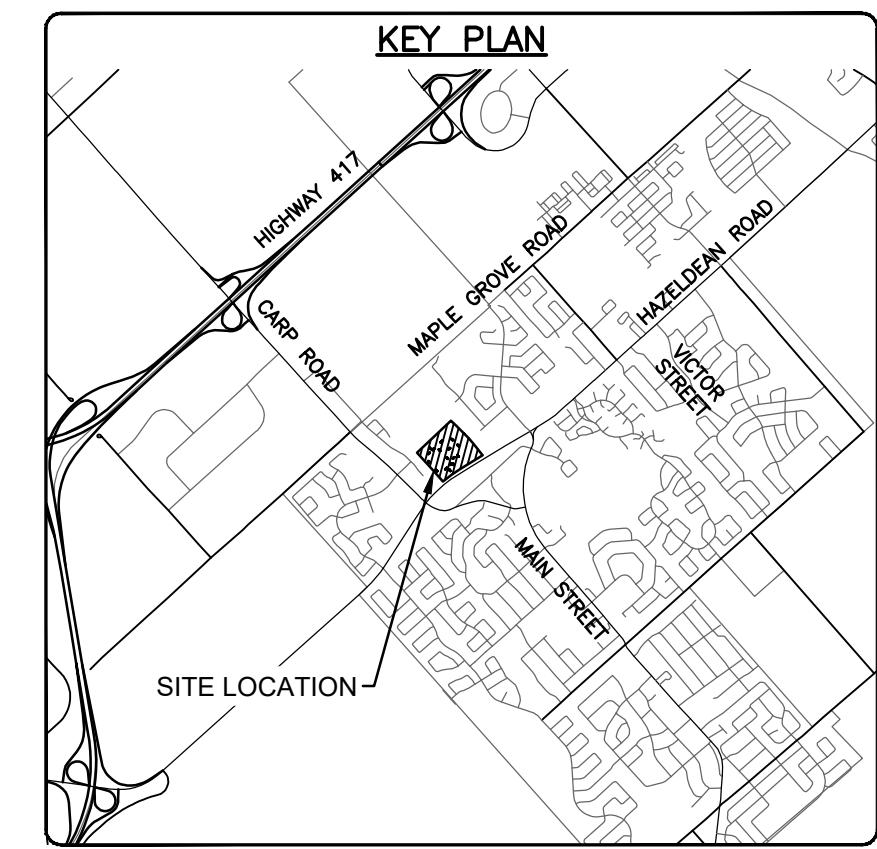 KEY PLAN
HIGHWAY 417
MAPLE GROVE ROAD
HAZELDEAN ROAD
CARP ROAD
VICTOR
STREET
MAIN STREET
SITE LOCATION